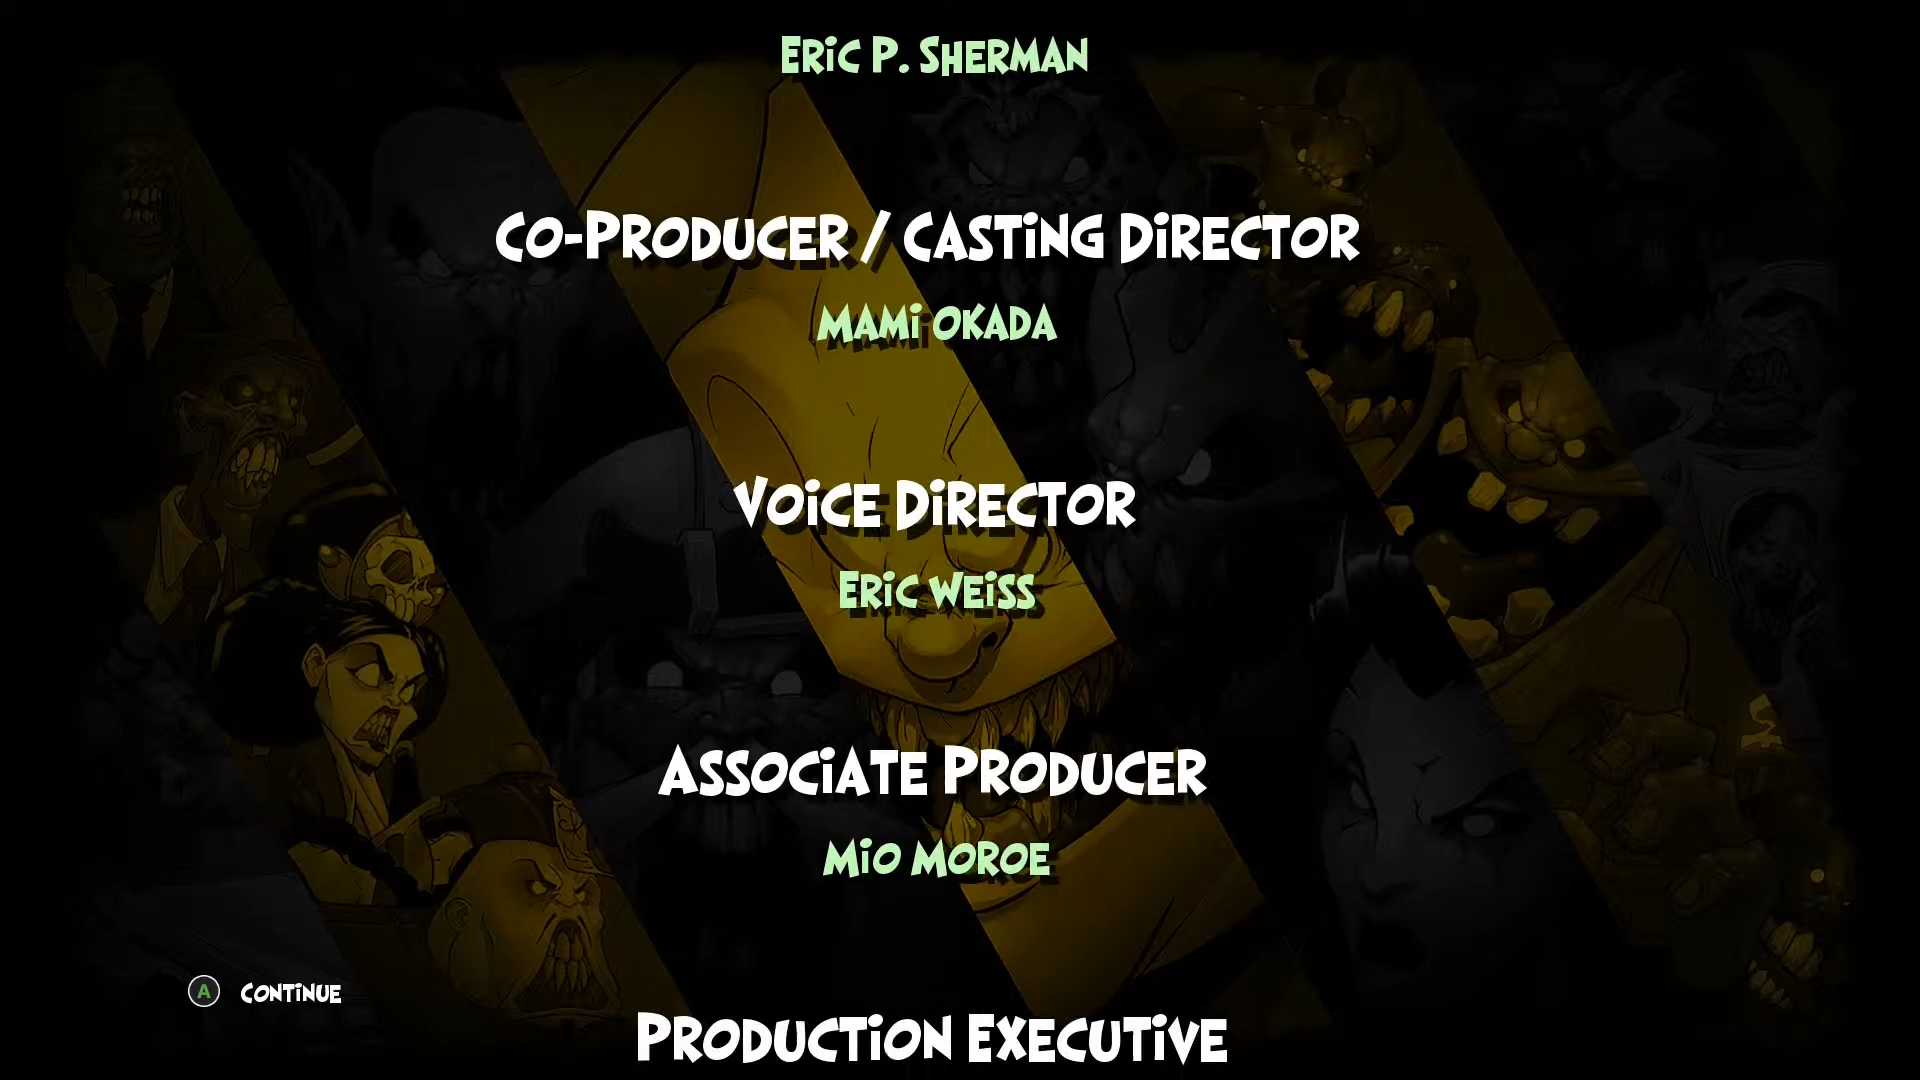 Eric P. Sherman
Co-Producer / Casting Director
Mami Okada
Voice Director
Eric Weiss
Associate Producer
Mio Moroe
A Continue
Production Executive